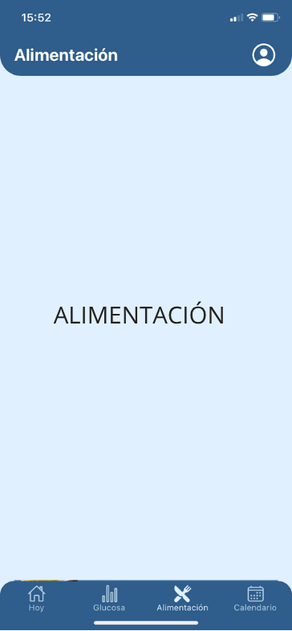 15:52
Alimentación
ALIMENTACIÓN
Hoy
Glucosa
Alimentación
Calendario